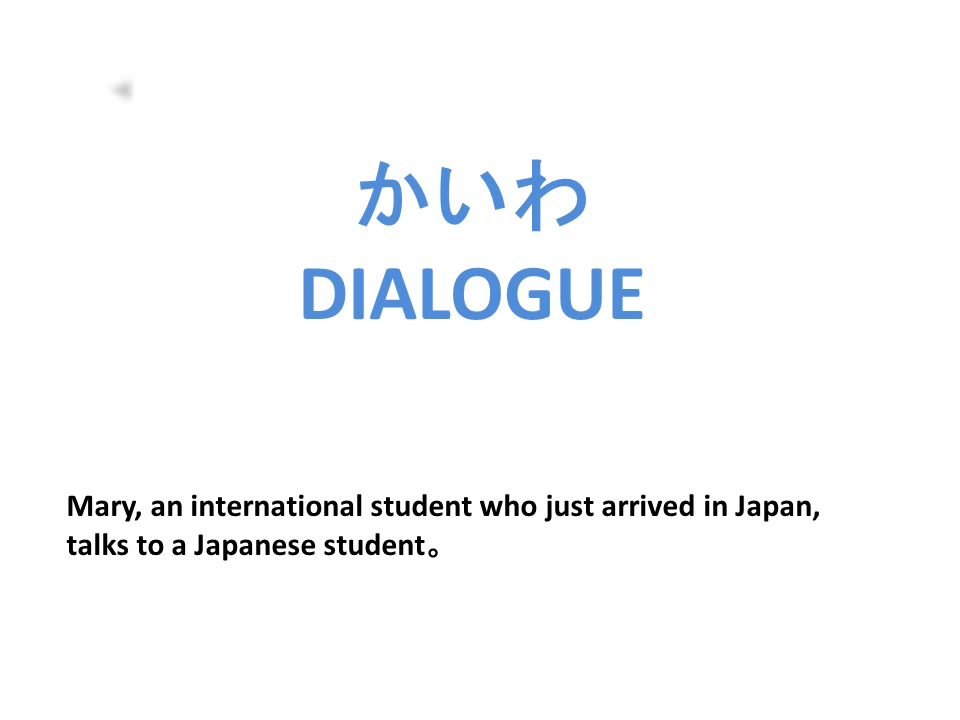 かいわ
DIALOGUE
Mary, an international student who just arrived in Japan,
talks to a Japanese student。